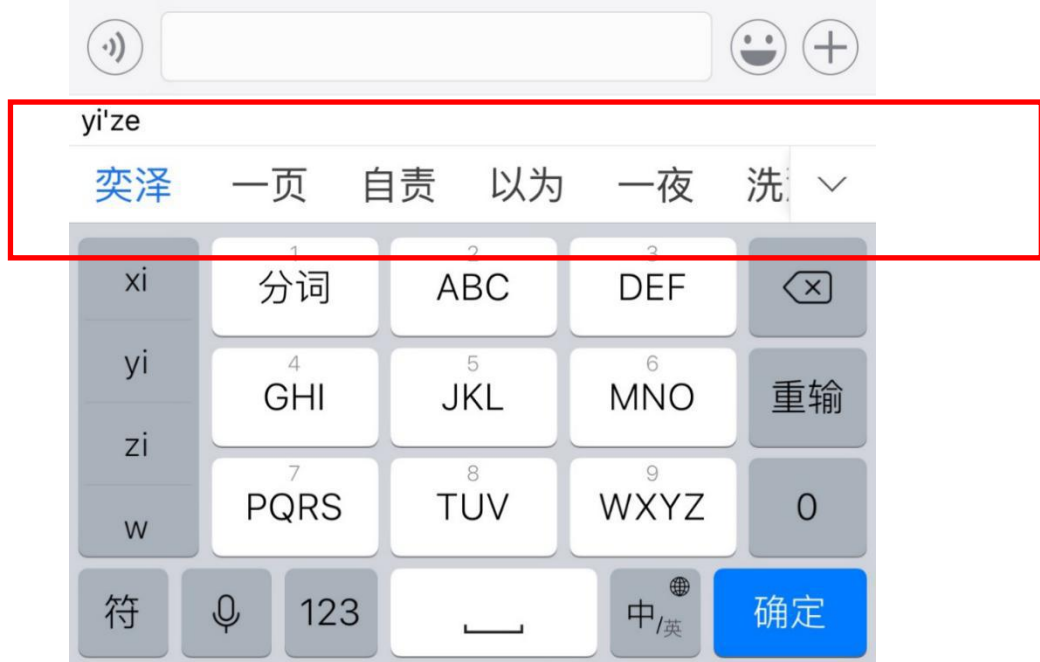 yi'ze
奕泽 一页 自责 以为 一夜 洗
xi
yi
zi
w
1 2 3
分词 ABC DEF
4 5 6
GHI JKL MNO 重输
7 8 9
PQRS TUV WXYZ 0
符 123 中/英 确定